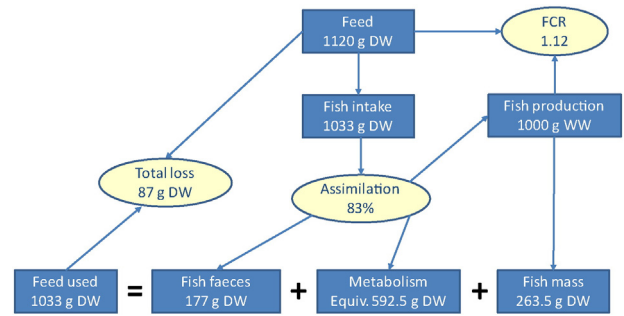 Feed
1120 g DW
FCR
1.12
Fish intake
1033 g DW
Fish production
1000 g WW
Total loss
87 g DW
Assimilation
83%
Feed used
1033 g DW
=
Fish faeces
177 g DW
+
Metabolism
Equiv. 592.5 g DW
+
Fish mass
263.5 g DW